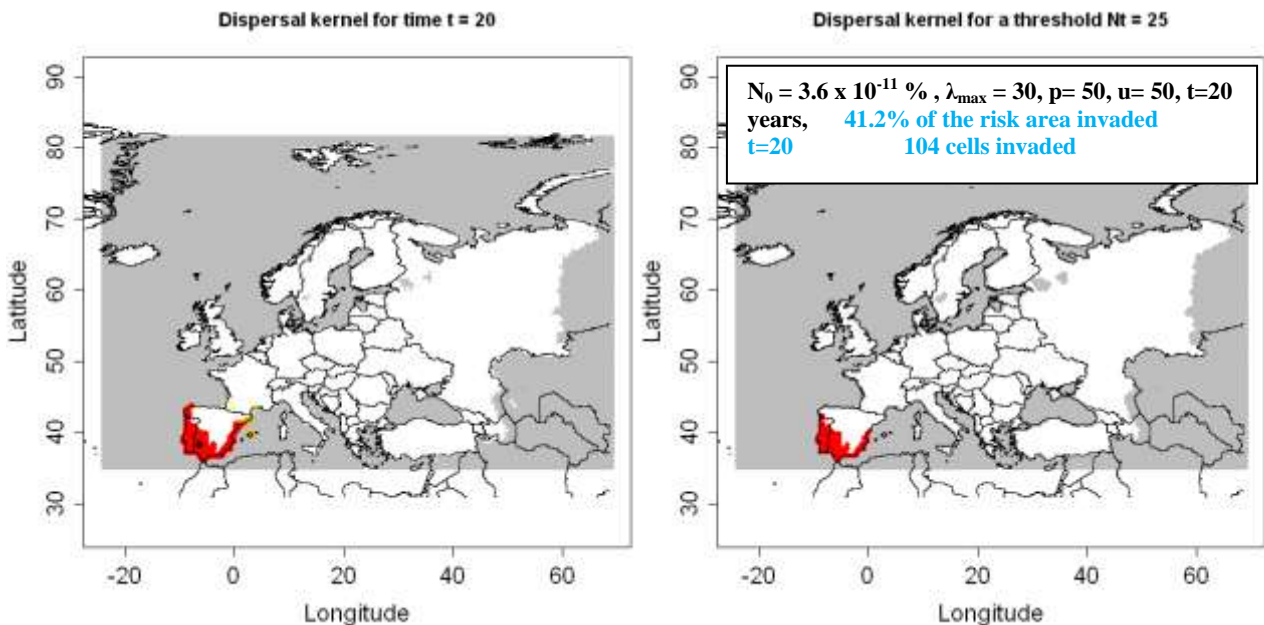 Dispersal kernel for time t = 20
90
80
70
60
50
40
30
Latitude
-20 0 20 40 60
Longitude
Dispersal kernel for a threshold Nt = 25
N₀ = 3.6 x 10⁻¹¹ % , λₘₐₓ = 30, p= 50, u= 50, t=20
years, 41.2% of the risk area invaded
t=20 104 cells invaded
90
80
70
60
50
40
30
Latitude
-20 0 20 40 60
Longitude